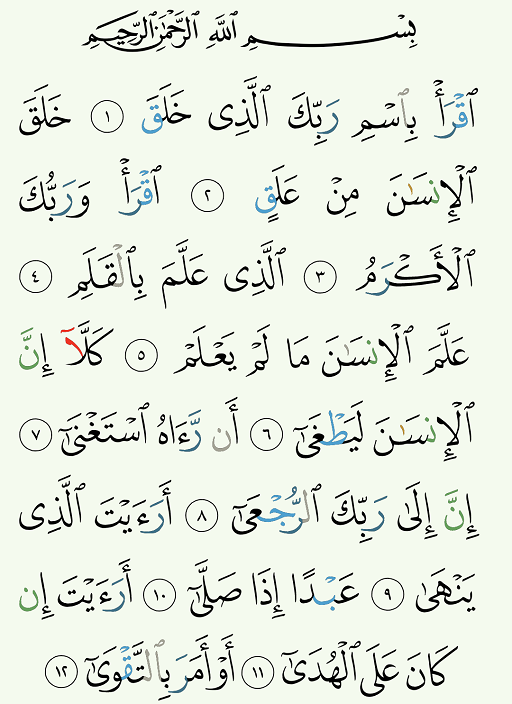 بِسْمِ ٱللَّهِ ٱلرَّحْمَٰنِ ٱلرَّحِيمِ
ٱقْرَأْ بِٱسْمِ رَبِّكَ ٱلَّذِى خَلَقَ ١ خَلَقَ
ٱلْإِنسَٰنَ مِنْ عَلَقٍ ٢ ٱقْرَأْ وَرَبُّكَ
ٱلْأَكْرَمُ ٣ ٱلَّذِى عَلَّمَ بِٱلْقَلَمِ ٤
عَلَّمَ ٱلْإِنسَٰنَ مَا لَمْ يَعْلَمْ ٥ كَلَّآ إِنَّ
ٱلْإِنسَٰنَ لَيَطْغَىٰٓ ٦ أَن رَّءَاهُ ٱسْتَغْنَىٰٓ ٧
إِنَّ إِلَىٰ رَبِّكَ ٱلرُّجْعَىٰٓ ٨ أَرَءَيْتَ ٱلَّذِى
يَنْهَىٰ ٩ عَبْدًا إِذَا صَلَّىٰٓ ١٠ أَرَءَيْتَ إِن
كَانَ عَلَى ٱلْهُدَىٰٓ ١١ أَوْ أَمَرَ بِٱلتَّقْوَىٰٓ ١٢